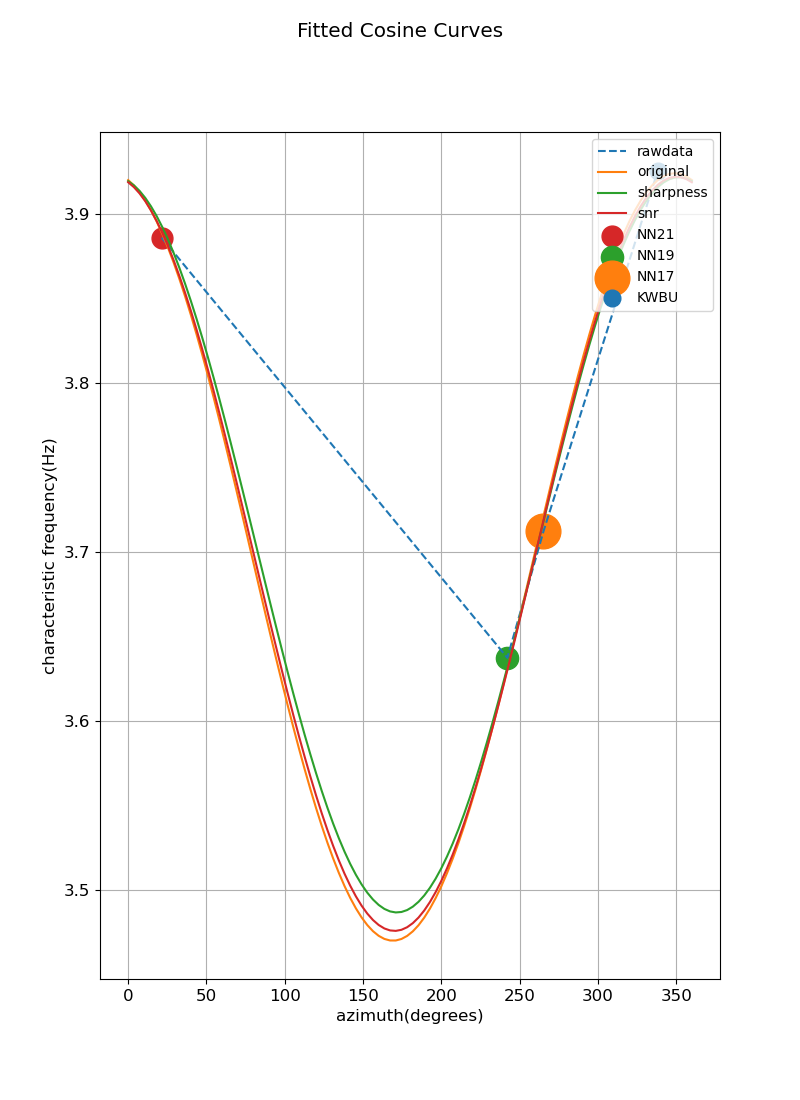 Fitted Cosine Curves
rawdata
original
sharpness
snr
NN21
NN19
NN17
KWBU
3.9
3.8
3.7
3.6
3.5
characteristic frequency(Hz)
0 50 100 150 200 250 300 350
azimuth(degrees)